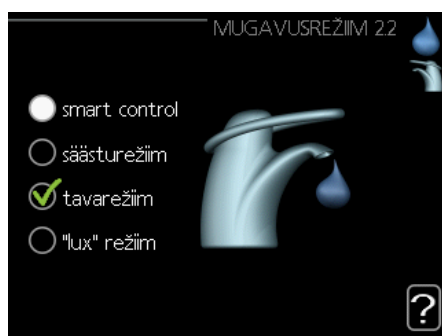 MUGAVUSREŽIIM 2.2
smart control
säästurežiim
tavarežiim
"lux" režiim
?